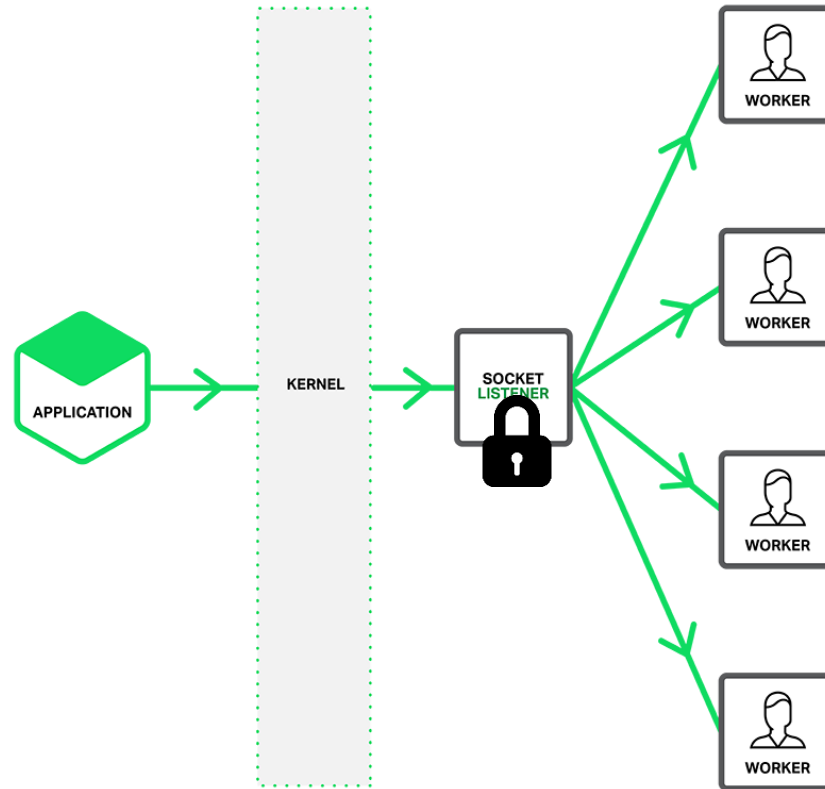 WORKER
WORKER
APPLICATION
KERNEL
SOCKET
LISTENER
WORKER
WORKER